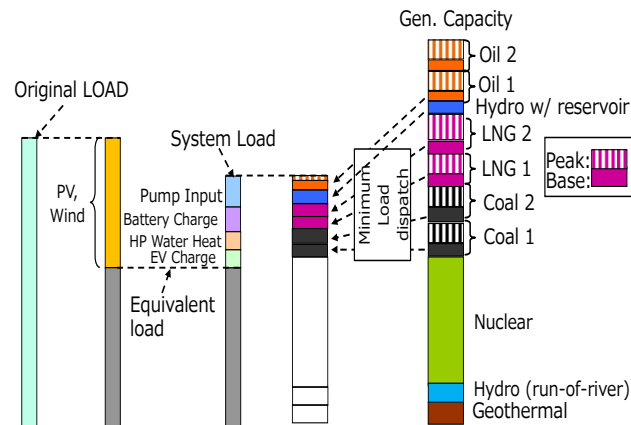 Gen. Capacity
Oil 2
Original LOAD
Oil 1
Hydro w/ reservoir
System Load
LNG 2
Peak:
Base:
LNG 1
PV,
Wind
Pump Input
Minimum
Load
dispatch
Coal 2
Battery Charge
HP Water Heat
Coal 1
EV Charge
Equivalent
load
Nuclear
Hydro (run-of-river)
Geothermal